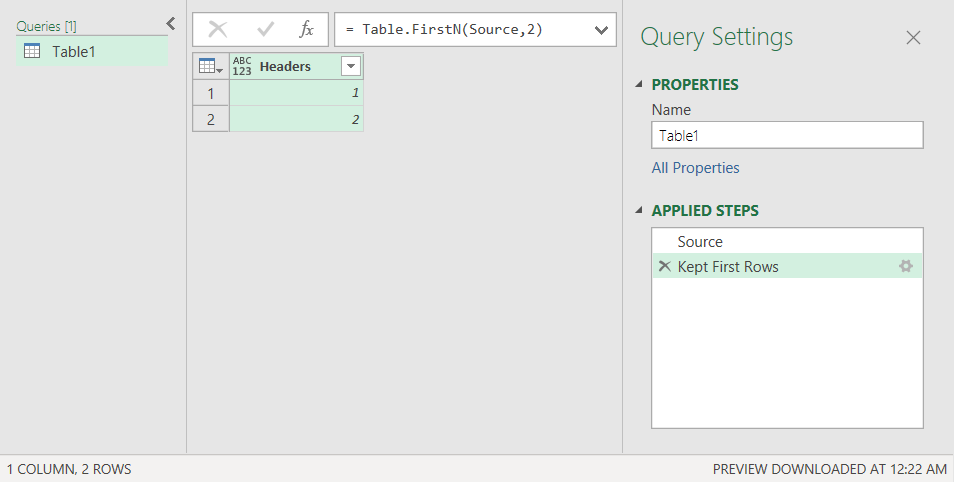 Queries [1]
Table1
fx
= Table.FirstN(Source,2)
ABC
123
Headers
1
1
2
2
Query Settings
PROPERTIES
Name
Table1
All Properties
APPLIED STEPS
Source
Kept First Rows
1 COLUMN, 2 ROWS
PREVIEW DOWNLOADED AT 12:22 AM